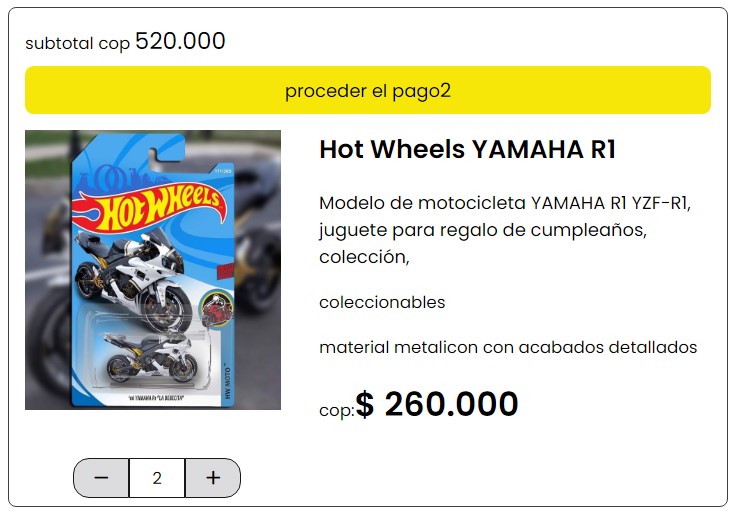 subtotal cop 520.000
proceder el pago2
HOT WHEELS
HW MOTO
Hot Wheels YAMAHA R1
Modelo de motocicleta YAMAHA R1 YZF-R1,
juguete para regalo de cumpleaños,
colección,
coleccionables
material metalicon con acabados detallados
cop:$ 260.000
− 2 +